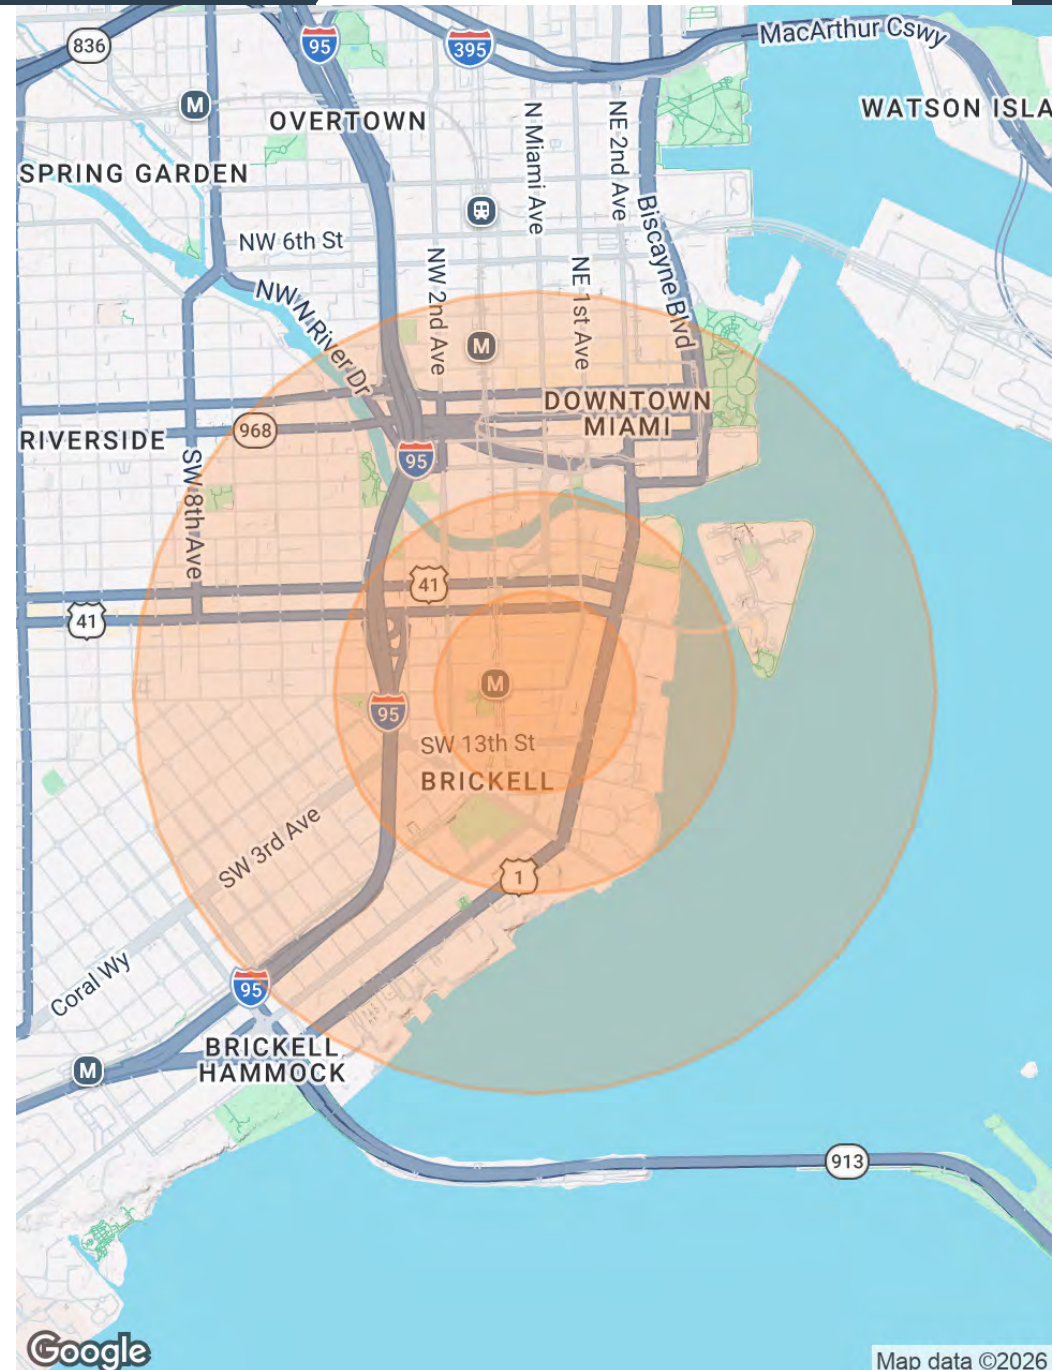 836
95
395
MacArthur Cswy
M
OVERTOWN
N Miami Ave
NE 2nd Ave
WATSON ISLA
SPRING GARDEN
Biscayne Blvd
NW 6th St
NW 2nd Ave
NE 1st Ave
NW N River Dr
M
DOWNTOWN
MIAMI
968
RIVERSIDE
95
SW 8th Ave
41
41
M
95
SW 13th St
BRICKELL
SW 3rd Ave
1
Coral Wy
95
BRICKELL
HAMMOCK
M
913
Google
Map data ©2026